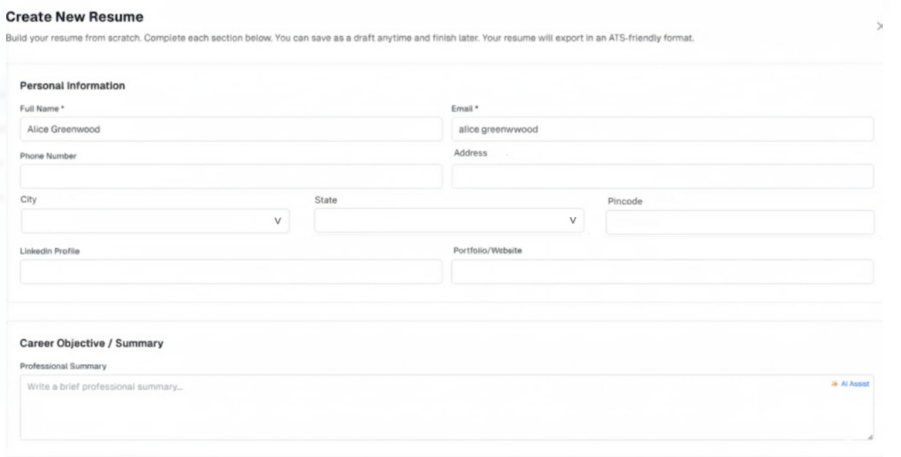 Create New Resume
Build your resume from scratch. Complete each section below. You can save as a draft anytime and finish later. Your resume will export in an ATS-friendly format.
Personal Information
Full Name * Email *
Alice Greenwood alice greenwwood
Phone Number Address
City State Pincode
V V
Linkedin Profile Portfolio/Website
Career Objective / Summary
Professional Summary
Write a brief professional summary... AI Assist